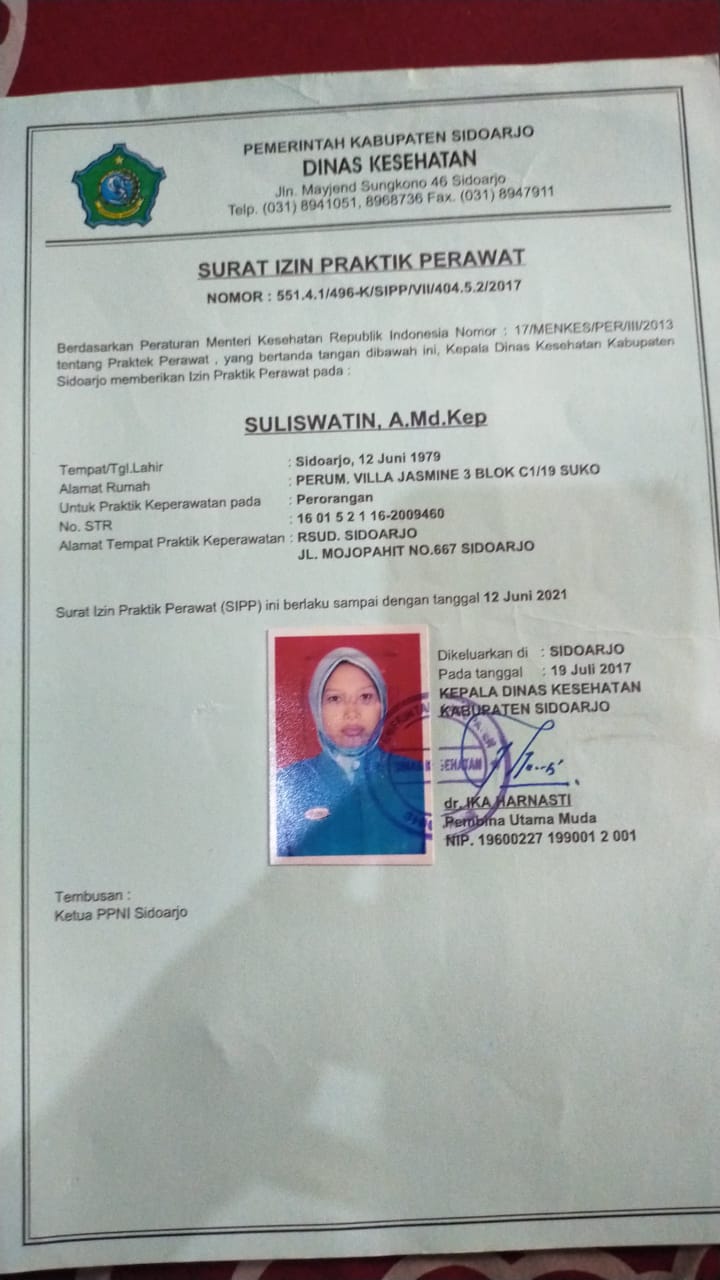 PEMERINTAH KABUPATEN SIDOARJO
DINAS KESEHATAN
Jln. Mayjend Sungkono 46 Sidoarjo
Telp. (031) 8941051, 8968736 Fax. (031) 8947911
SURAT IZIN PRAKTIK PERAWAT
NOMOR : 551.4.1/496-K/SIPP/VII/404.5.2/2017
Berdasarkan Peraturan Menteri Kesehatan Republik Indonesia Nomor : 17/MENKES/PER/III/2013
tentang Praktek Perawat , yang bertanda tangan dibawah ini, Kepala Dinas Kesehatan Kabupaten
Sidoarjo memberikan Izin Praktik Perawat pada :
SULISWATIN, A.Md.Kep
Tempat/Tgl.Lahir : Sidoarjo, 12 Juni 1979
Alamat Rumah : PERUM. VILLA JASMINE 3 BLOK C1/19 SUKO
Untuk Praktik Keperawatan pada : Perorangan
No. STR : 16 01 5 2 1 16-2009460
Alamat Tempat Praktik Keperawatan : RSUD. SIDOARJO
JL. MOJOPAHIT NO.667 SIDOARJO
Surat Izin Praktik Perawat (SIPP) ini berlaku sampai dengan tanggal 12 Juni 2021
Dikeluarkan di : SIDOARJO
Pada tanggal : 19 Juli 2017
KEPALA DINAS KESEHATAN
KABUPATEN SIDOARJO
dr. IKA HARNASTI
Pembina Utama Muda
NIP. 19600227 199001 2 001
Tembusan :
Ketua PPNI Sidoarjo